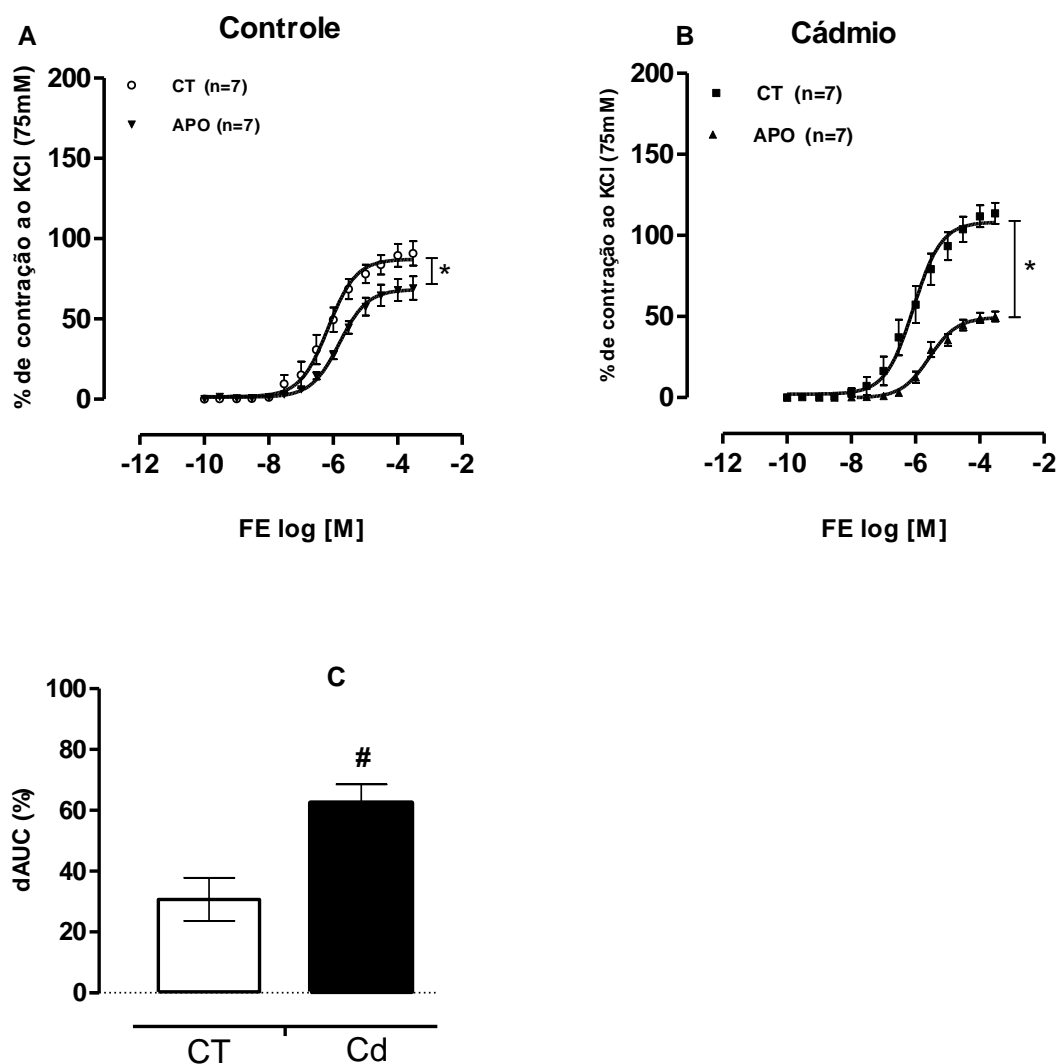 A
Controle
200
150
100
50
0
% de contração ao KCl (75mM)
CT (n=7)
APO (n=7)
*
-12 -10 -8 -6 -4 -2
FE log [M]
B
Cádmio
200
150
100
50
0
% de contração ao KCl (75mM)
CT (n=7)
APO (n=7)
*
-12 -10 -8 -6 -4 -2
FE log [M]
C
100
80
60
40
20
0
dAUC (%)
#
CT Cd